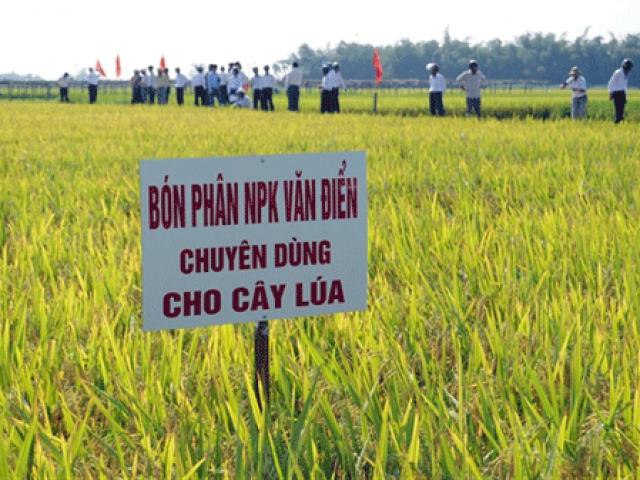 BÓN PHÂN NPK VĂN ĐIỂN
CHUYÊN DÙNG
CHO CÂY LÚA